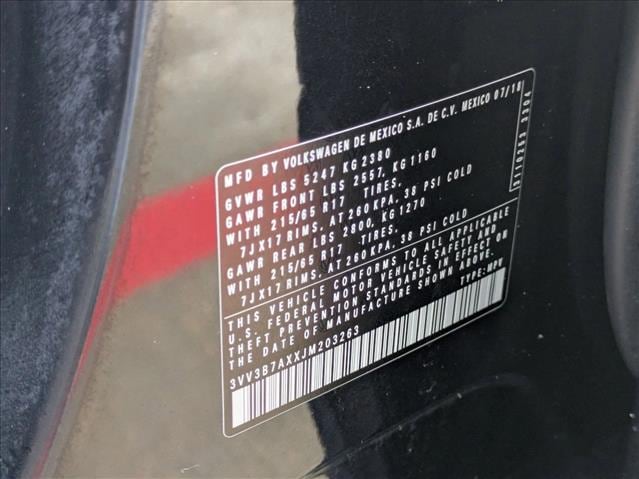 MFD BY VOLKSWAGEN DE MEXICO S.A. DE C.V. MEXICO 07/18
GVWR LBS 5247 KG 2380
GAWR FRONT LBS 2557, KG 1160
WITH 215/65 R17 TIRES,
7JX17 RIMS, AT 260 KPA, 38 PSI COLD
GAWR REAR LBS 2800, KG 1270
WITH 215/65 R17 TIRES,
7JX17 RIMS, AT 260 KPA, 38 PSI COLD
THIS VEHICLE CONFORMS TO ALL APPLICABLE
U.S. FEDERAL MOTOR VEHICLE SAFETY AND
THEFT PREVENTION STANDARDS IN EFFECT ON
THE DATE OF MANUFACTURE SHOWN ABOVE.
3VV3B7AXXJM203263 TYPE: MPV
3304